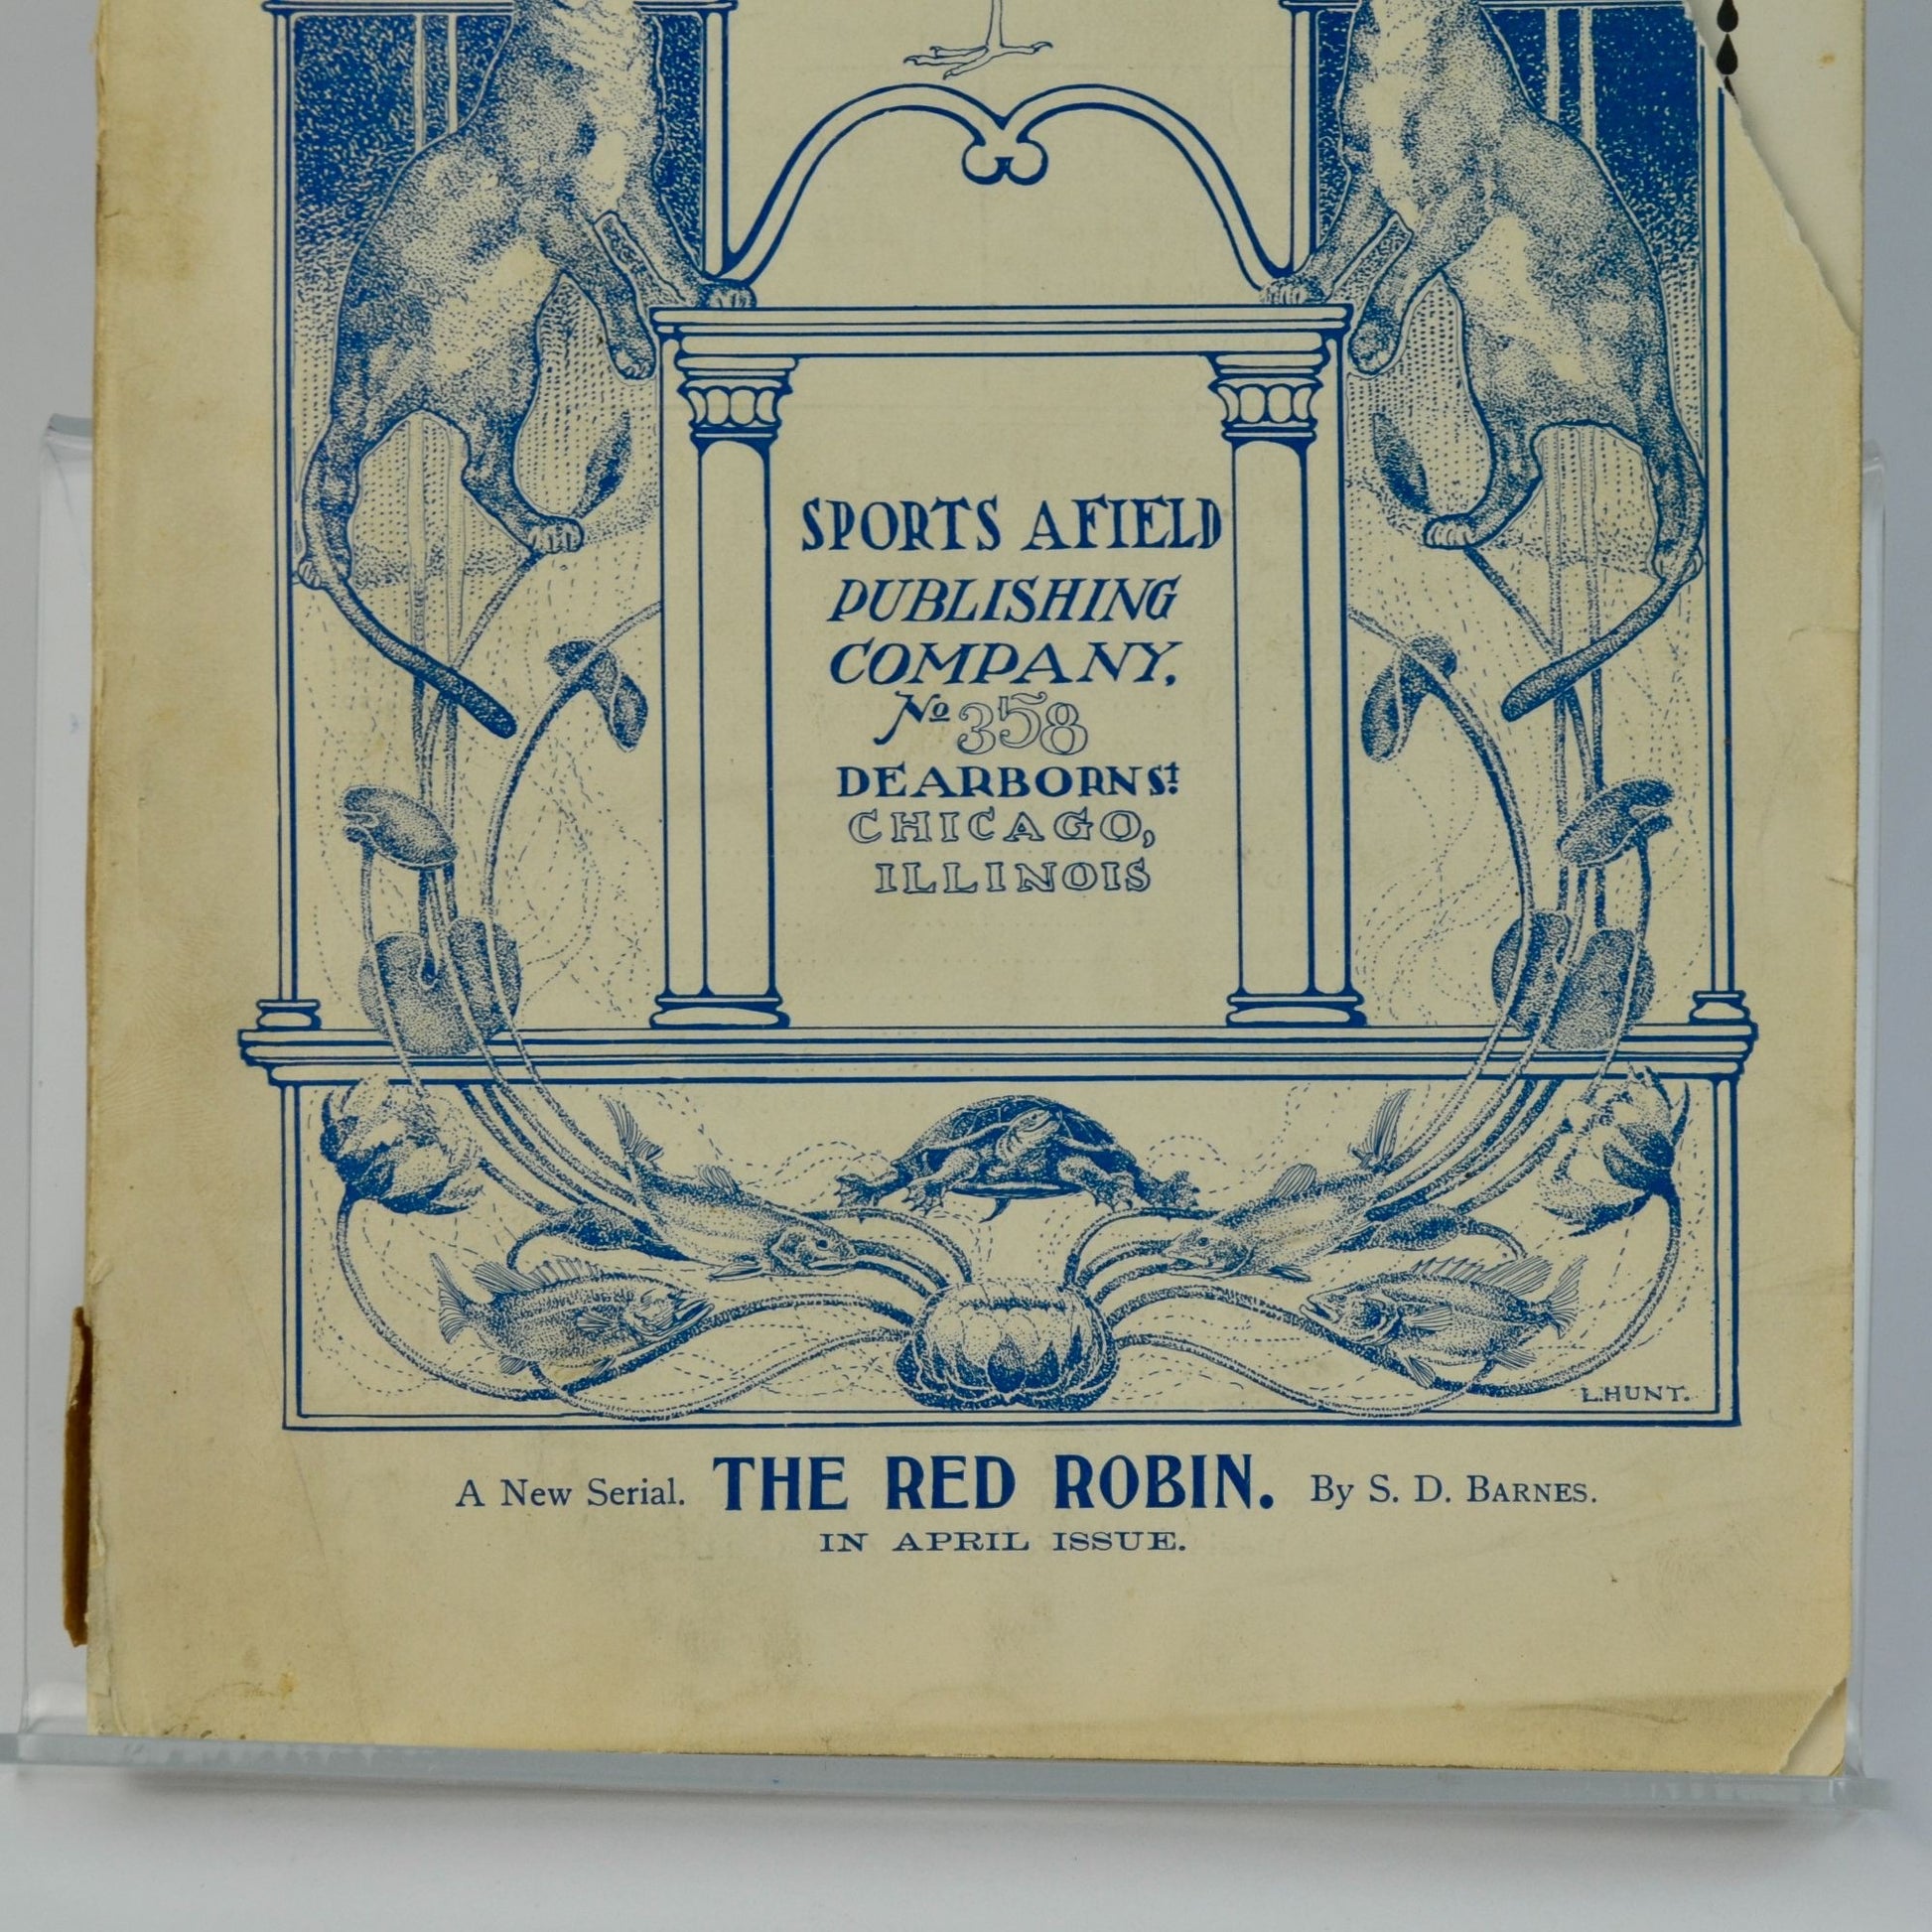 SPORTS AFIELD
PUBLISHING
COMPANY.
No 358
DEARBORN St.
CHICAGO,
ILLINOIS
L. HUNT.
A New Serial. THE RED ROBIN. By S. D. BARNES.
IN APRIL ISSUE.